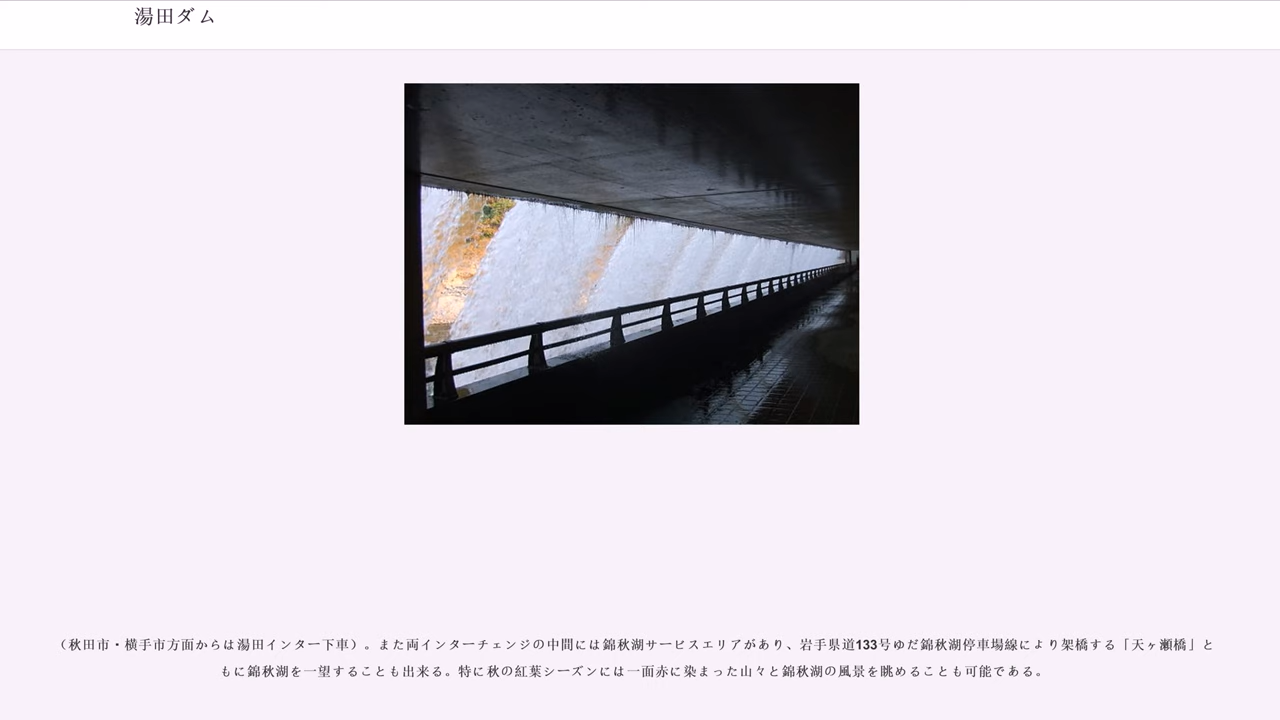 湯田ダム
（秋田市・横手市方面からは湯田インター下車）。また両インターチェンジの中間には錦秋湖サービスエリアがあり、岩手県道133号ゆだ錦秋湖停車場線により架橋する「天ヶ瀬橋」と
もに錦秋湖を一望することも出来る。特に秋の紅葉シーズンには一面赤に染まった山々と錦秋湖の風景を眺めることも可能である。